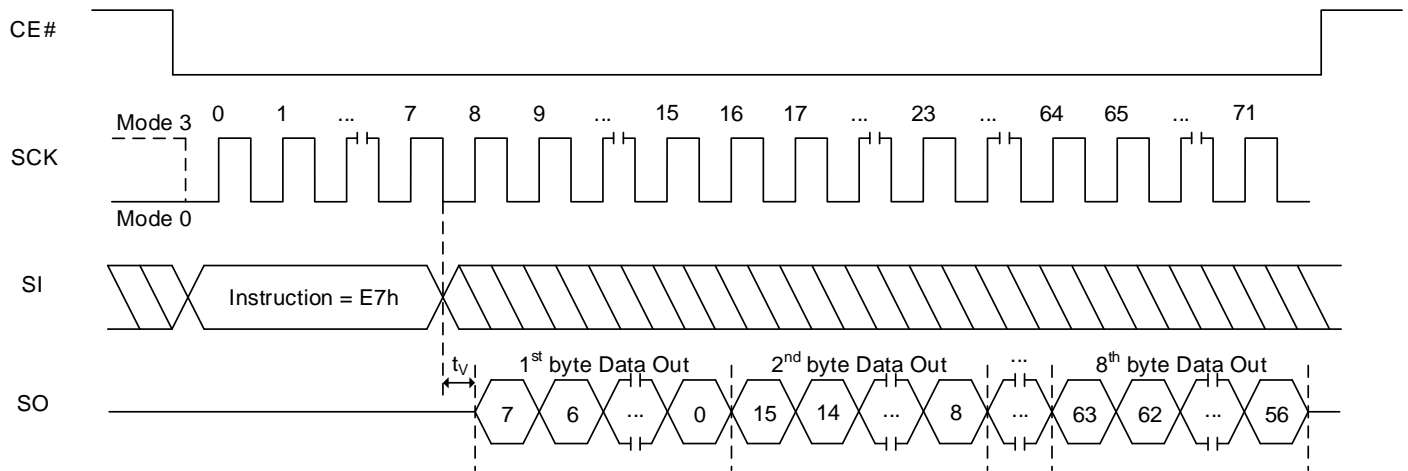 CE#
0 1 ... 7 8 9 ... 15 16 17 ... 23 ... 64 65 ... 71
Mode 3
SCK
Mode 0
SI
Instruction = E7h
tV 1st byte Data Out 2nd byte Data Out ... 8th byte Data Out
SO
7 6 ... 0 15 14 ... 8 ... 63 62 ... 56